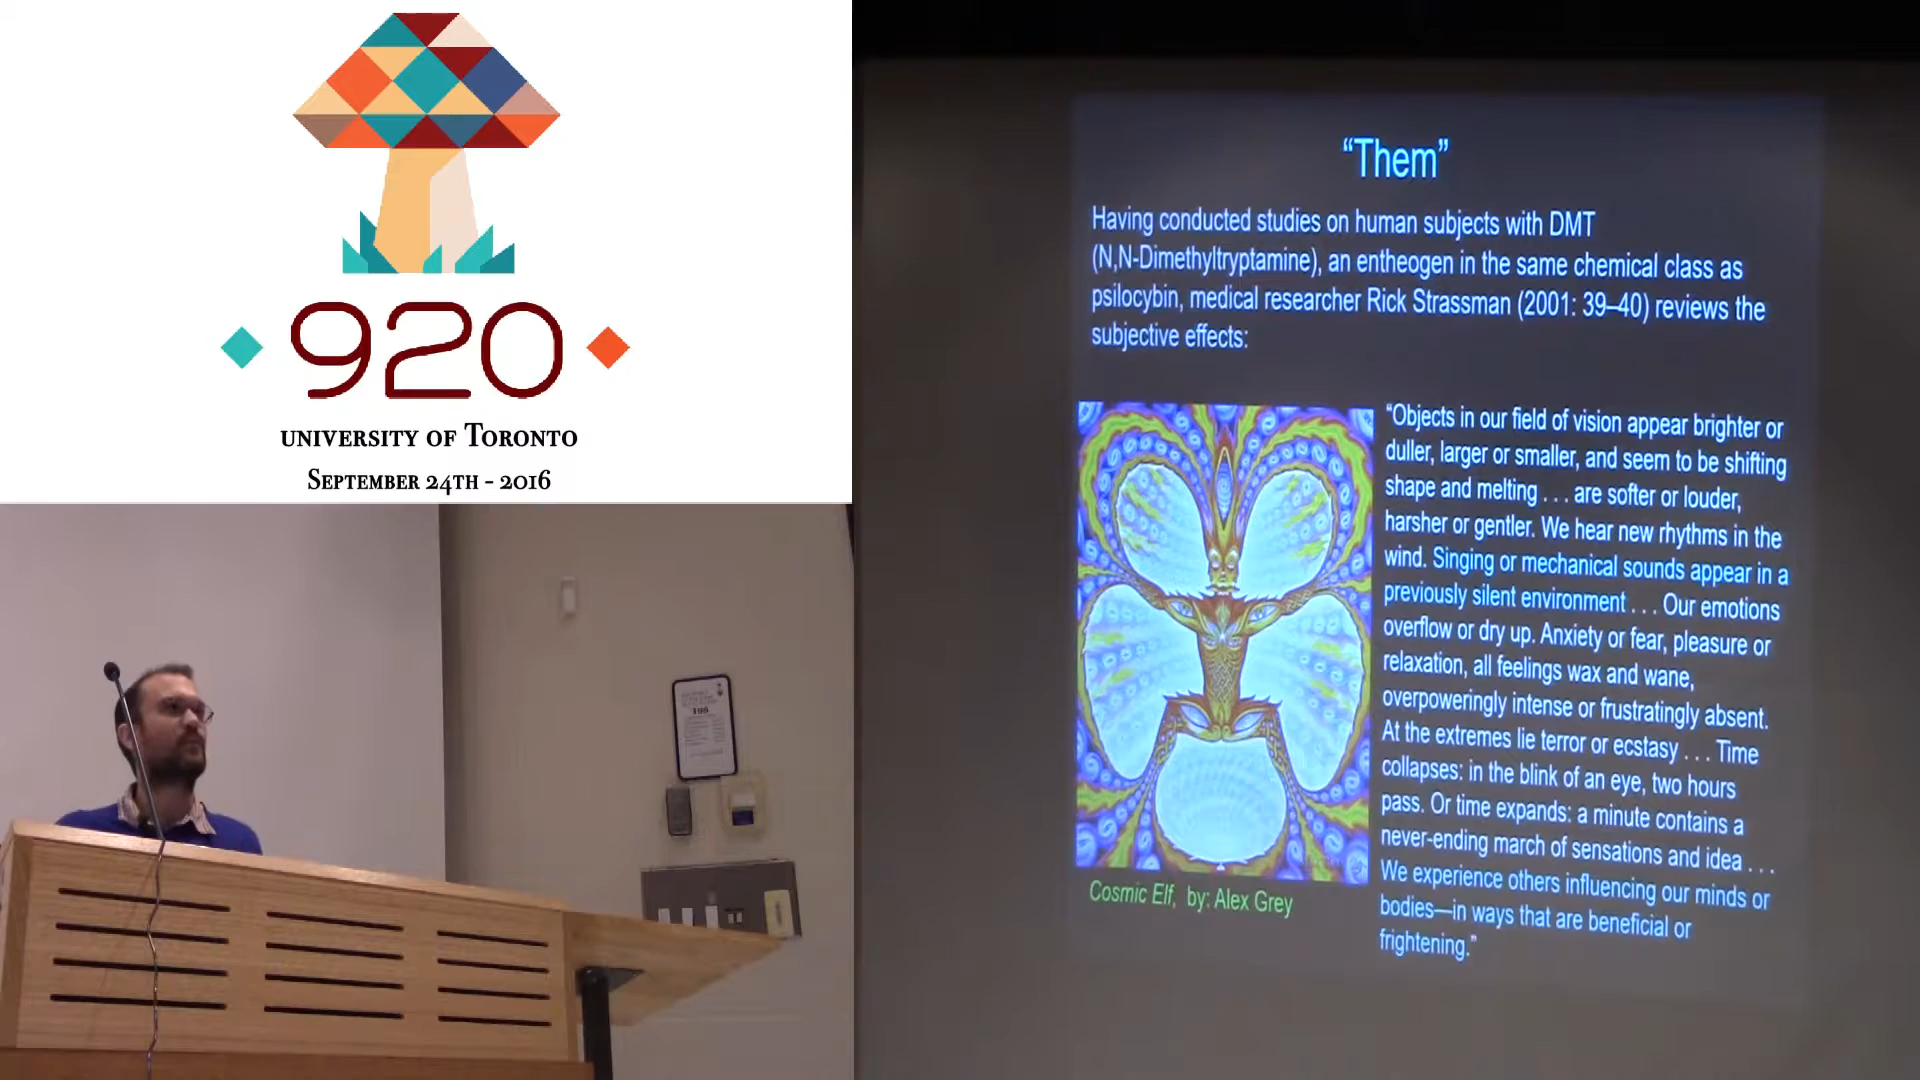 920
UNIVERSITY OF TORONTO
SEPTEMBER 24TH - 2016
“Them”
Having conducted studies on human subjects with DMT
(N,N-Dimethyltryptamine), an entheogen in the same chemical class as
psilocybin, medical researcher Rick Strassman (2001: 39–40) reviews the
subjective effects:
“Objects in our field of vision appear brighter or
duller, larger or smaller, and seem to be shifting
shape and melting . . . are softer or louder,
harsher or gentler. We hear new rhythms in the
wind. Singing or mechanical sounds appear in a
previously silent environment . . . Our emotions
overflow or dry up. Anxiety or fear, pleasure or
relaxation, all feelings wax and wane,
overpoweringly intense or frustratingly absent.
At the extremes lie terror or ecstasy . . . Time
collapses: in the blink of an eye, two hours
pass. Or time expands: a minute contains a
never-ending march of sensations and idea . . .
We experience others influencing our minds or
bodies—in ways that are beneficial or
frightening.”
Cosmic Elf, by: Alex Grey